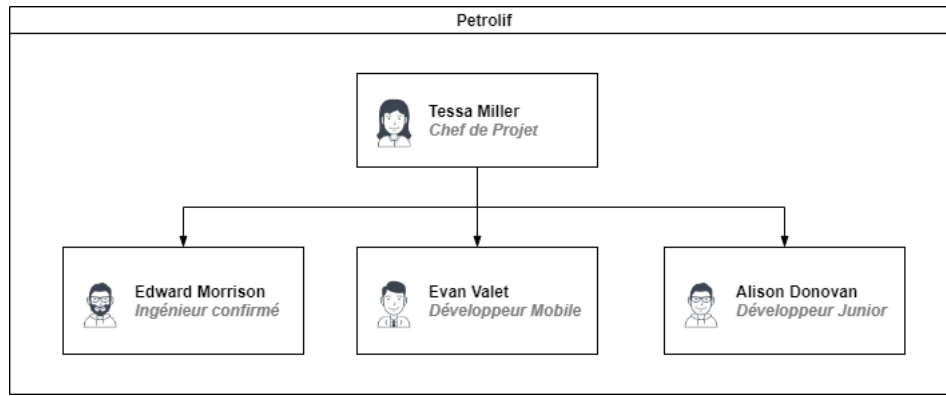 Petrolif
Tessa Miller
Chef de Projet
Edward Morrison
Ingénieur confirmé
Evan Valet
Développeur Mobile
Alison Donovan
Développeur Junior